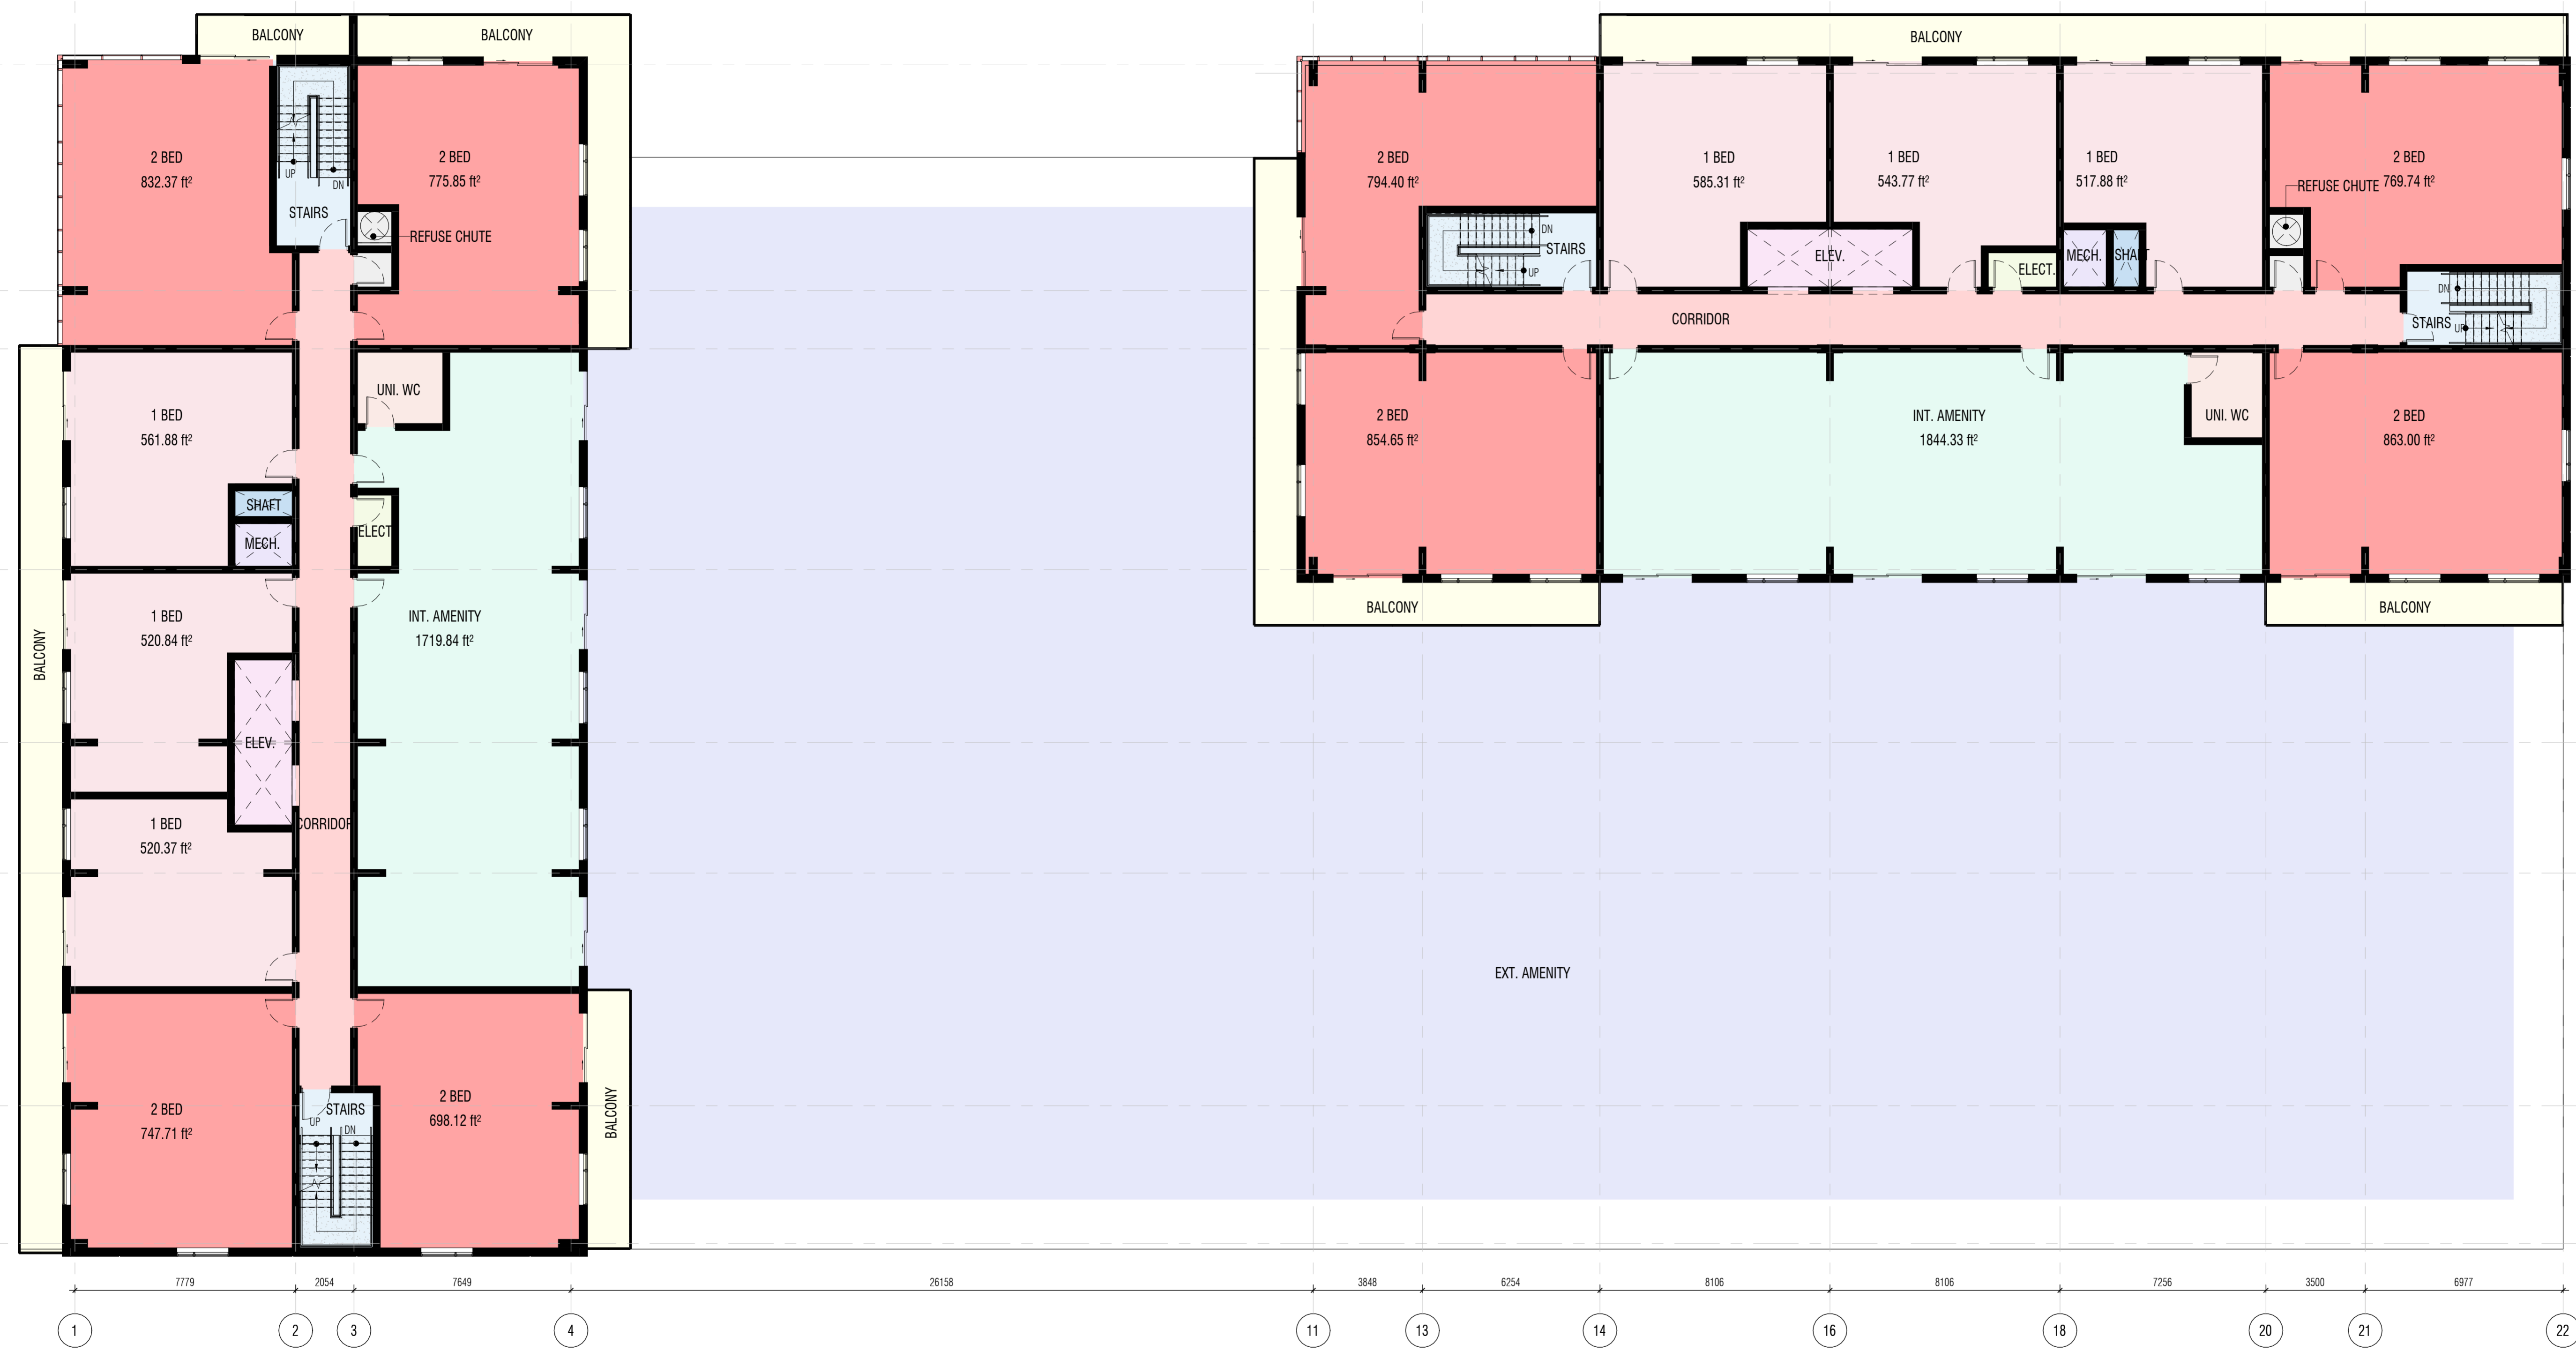 BALCONY
BALCONY
2 BED
832.37 ft²
UP
DN
STAIRS
2 BED
775.85 ft²
REFUSE CHUTE
1 BED
561.88 ft²
SHAFT
MECH.
UNI. WC
ELECT.
1 BED
520.84 ft²
INT. AMENITY
1719.84 ft²
BALCONY
ELEV.
1 BED
520.37 ft²
CORRIDOR
2 BED
747.71 ft²
STAIRS
UP
DN
2 BED
698.12 ft²
BALCONY
BALCONY
2 BED
794.40 ft²
1 BED
585.31 ft²
1 BED
543.77 ft²
1 BED
517.88 ft²
2 BED
769.74 ft²
REFUSE CHUTE
DN
STAIRS
UP
ELEV.
ELECT.
MECH.
SHAFT
DN
STAIRS
UP
CORRIDOR
2 BED
854.65 ft²
INT. AMENITY
1844.33 ft²
UNI. WC
2 BED
863.00 ft²
BALCONY
BALCONY
EXT. AMENITY
7779
2054
7649
26158
3848
6254
8106
8106
7256
3500
6977
1
2
3
4
11
13
14
16
18
20
21
22